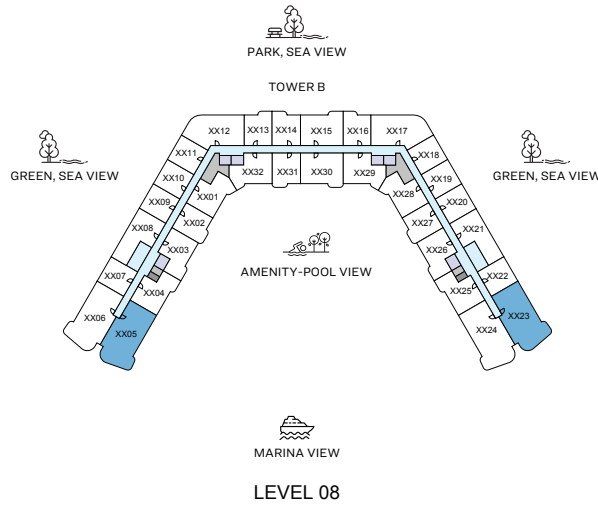 PARK, SEA VIEW
TOWER B
XX12
XX13
XX14
XX15
XX16
XX17
XX11
XX18
GREEN, SEA VIEW
GREEN, SEA VIEW
XX10
XX32
XX31
XX30
XX29
XX19
XX09
XX01
XX28
XX20
XX08
XX02
XX27
XX21
XX07
XX03
AMENITY-POOL VIEW
XX26
XX22
XX04
XX25
XX06
XX05
XX24
XX23
MARINA VIEW
LEVEL 08